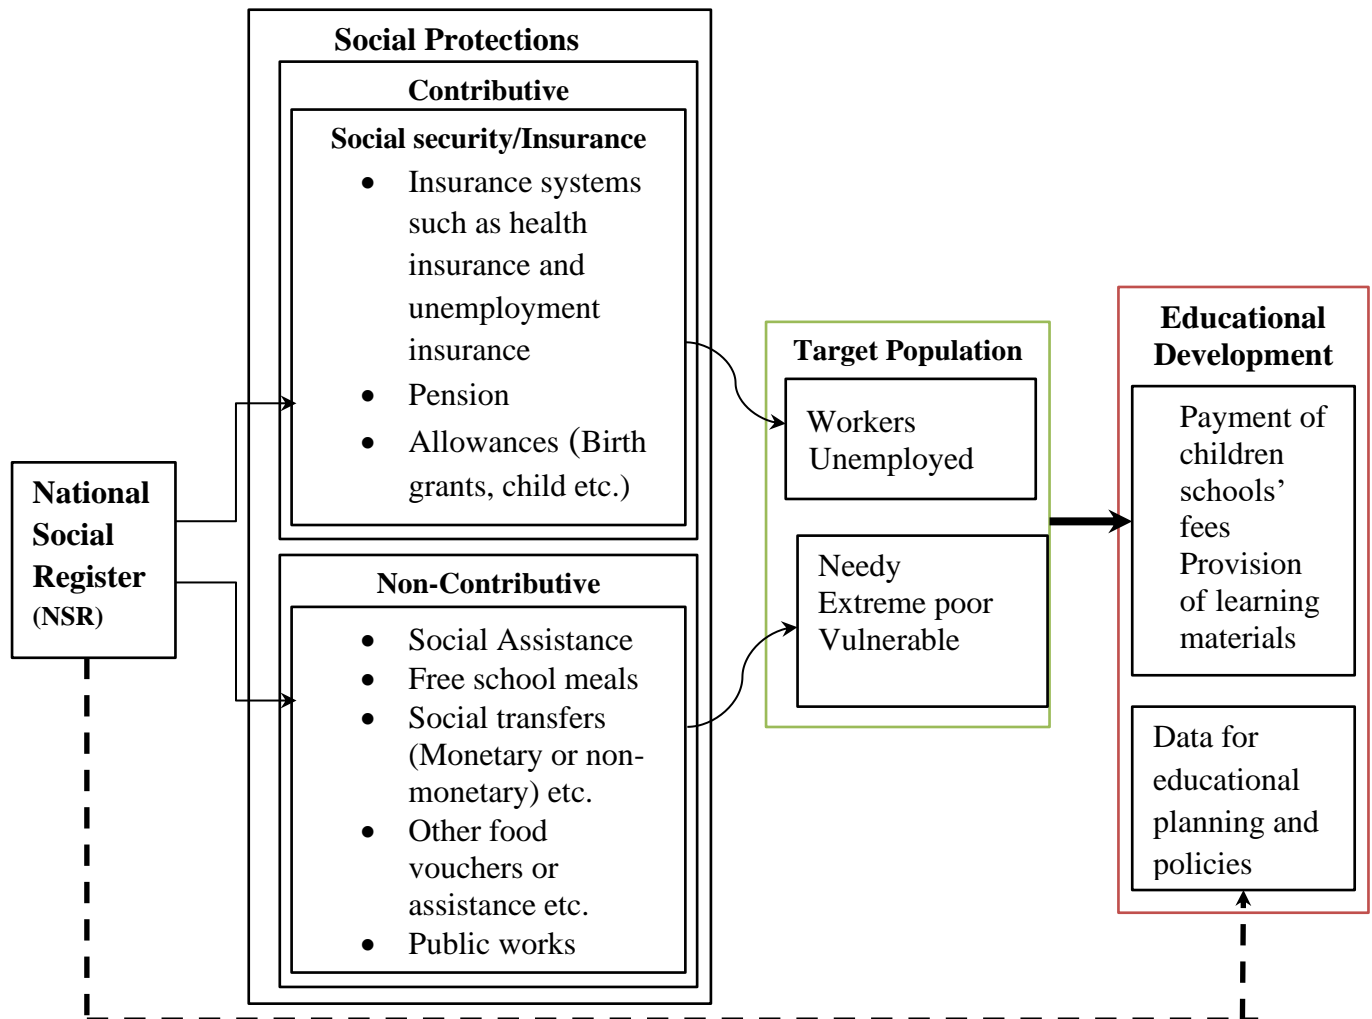 Social Protections
Contributive
Social security/Insurance
• Insurance systems
such as health
insurance and
unemployment
insurance
• Pension
• Allowances (Birth
grants, child etc.)
National
Social
Register
(NSR)
Non-Contributive
• Social Assistance
• Free school meals
• Social transfers
(Monetary or non-
monetary) etc.
• Other food
vouchers or
assistance etc.
• Public works
Target Population
Workers
Unemployed
Needy
Extreme poor
Vulnerable
Educational
Development
Payment of
children
schools’
fees
Provision
of learning
materials
Data for
educational
planning and
policies